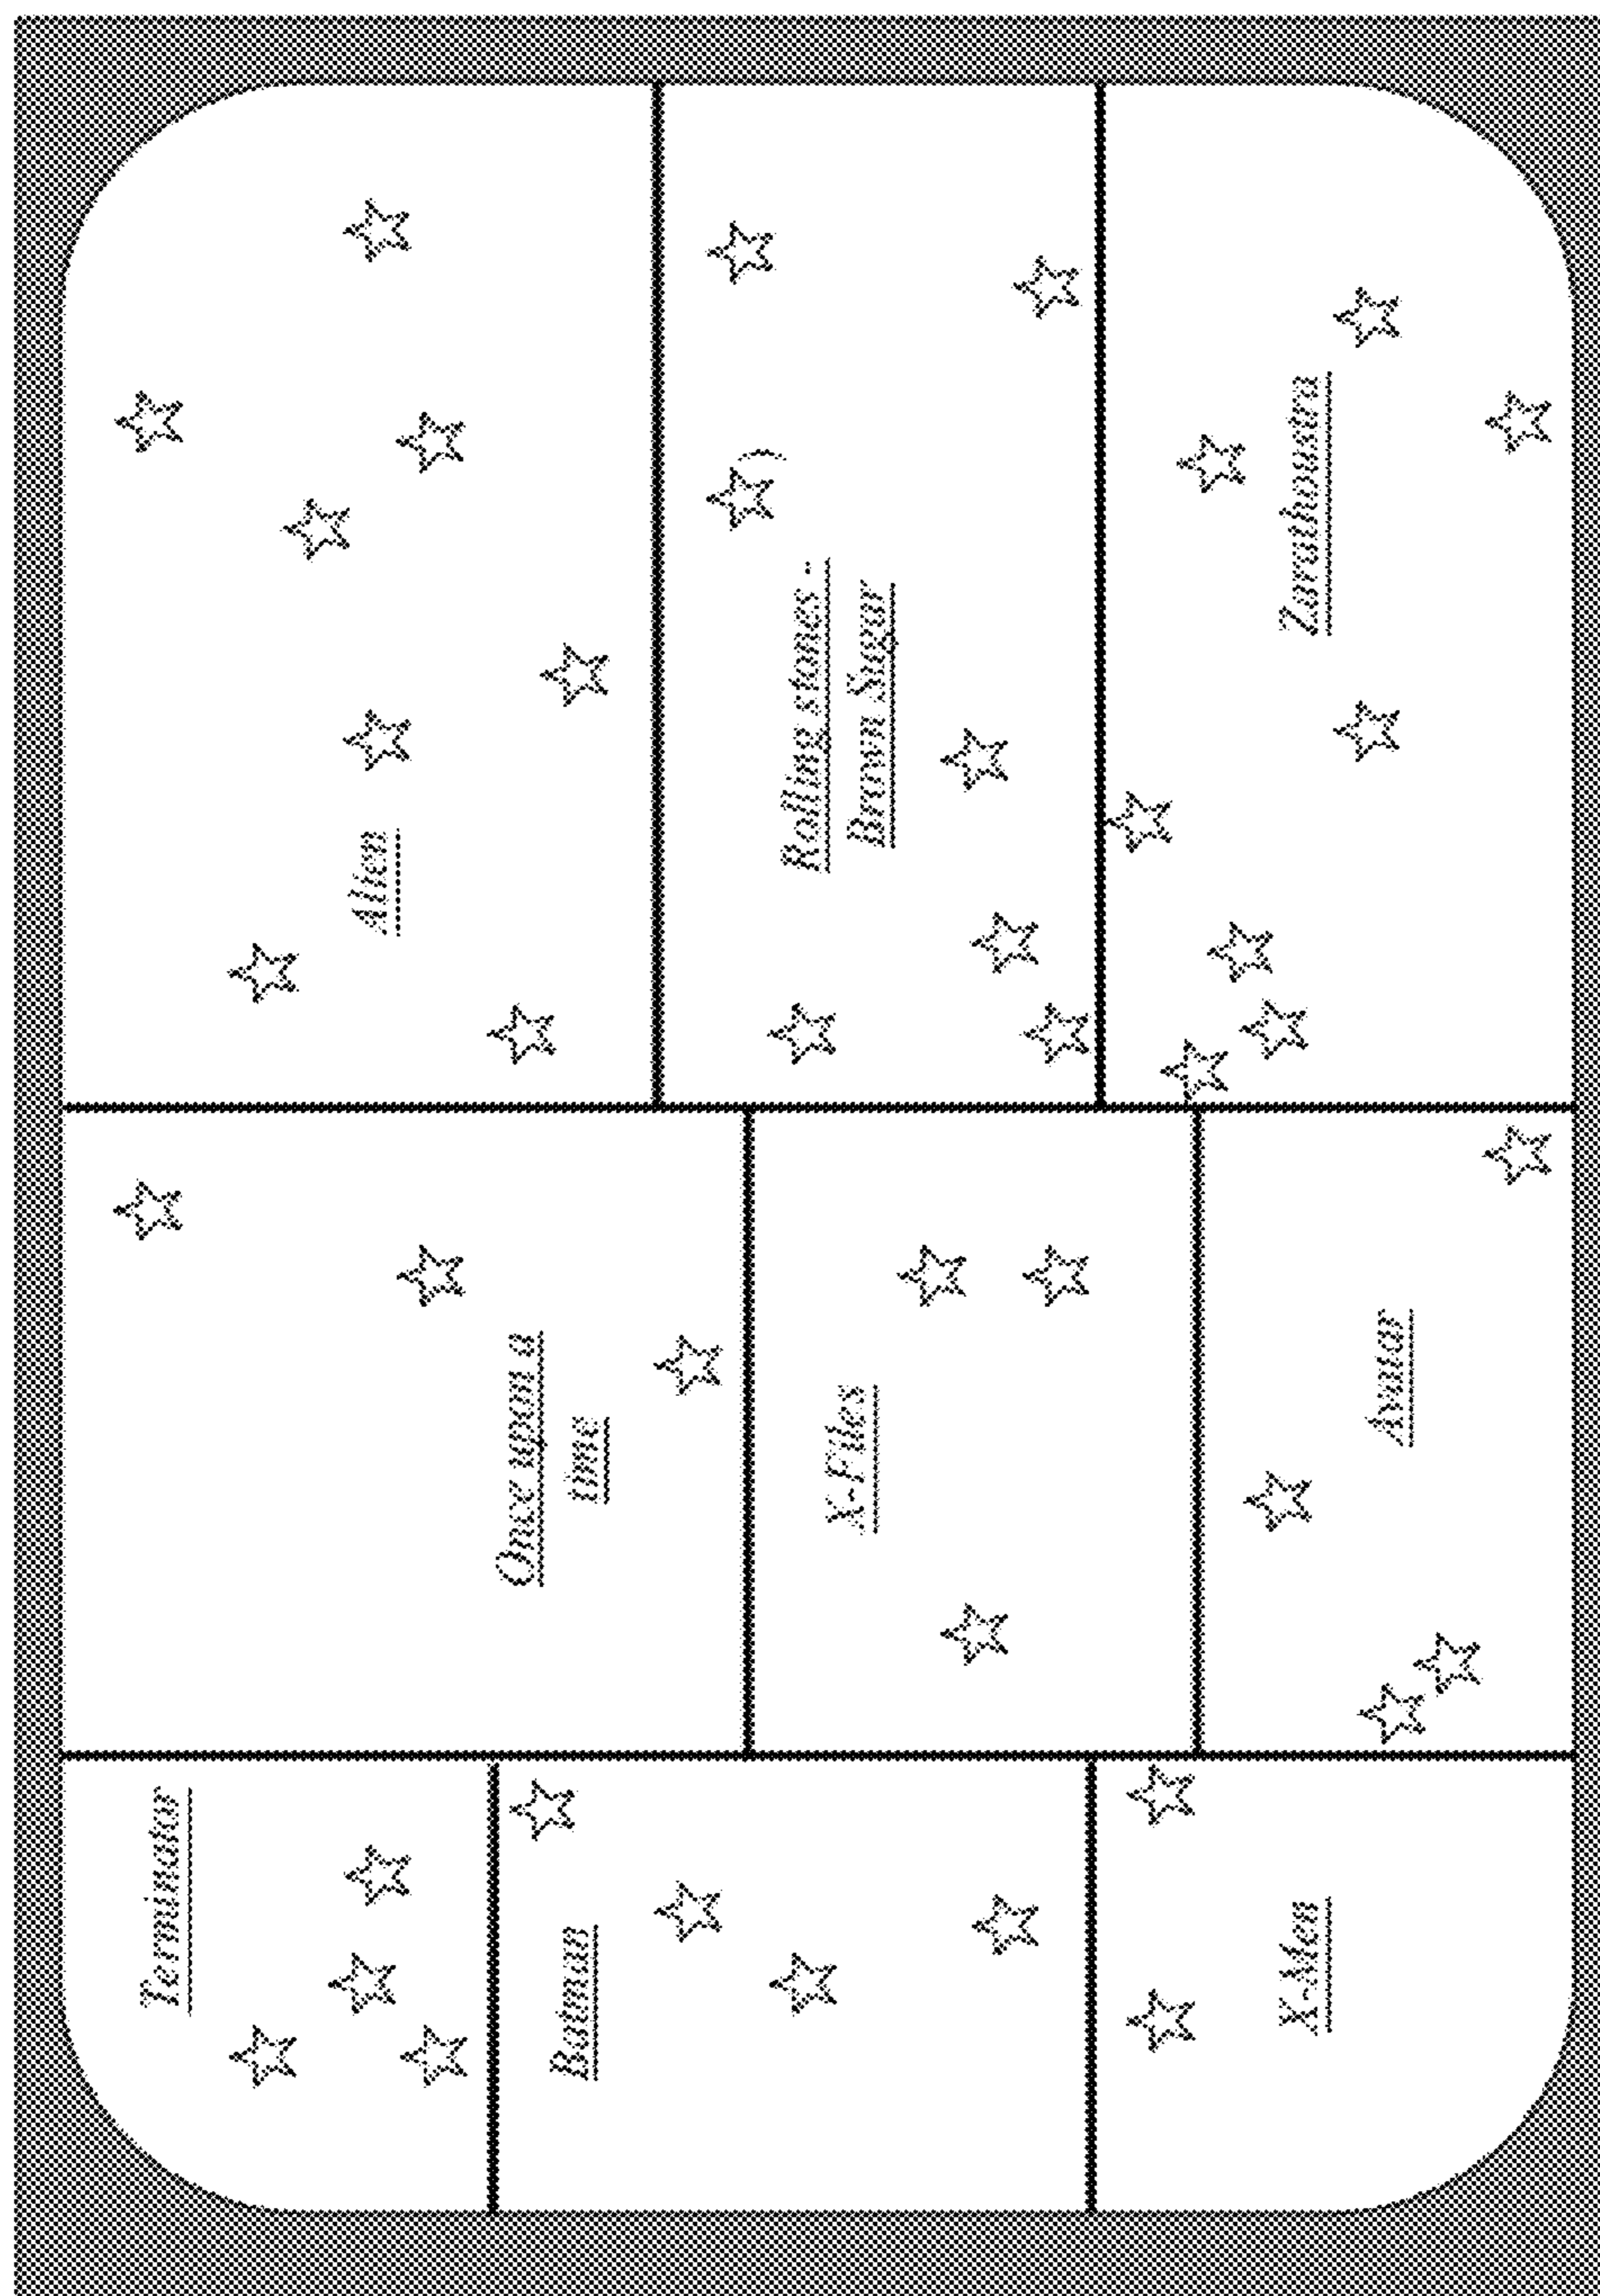 Terminator
Batman
X-Men
Once upon a
time
X-Files
Avatar
Alien
Rolling stones -
Brown Sugar
)
Zarathoustra